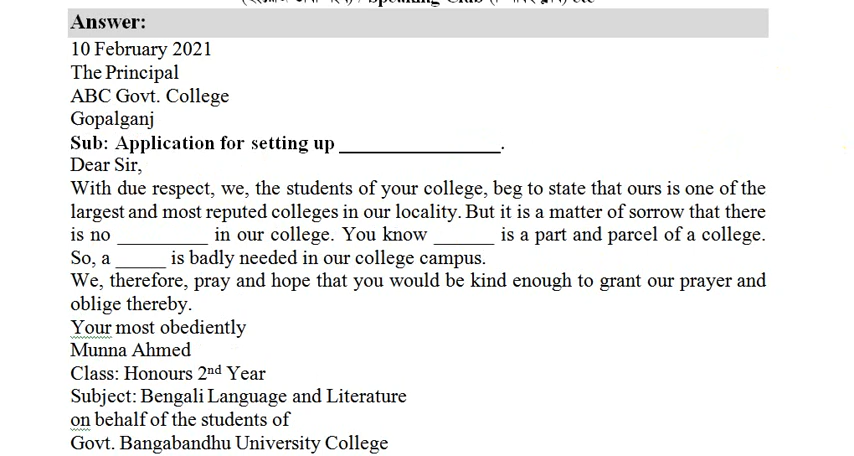 Speaking Club etc
Answer:
10 February 2021
The Principal
ABC Govt. College
Gopalganj
Sub: Application for setting up _________________.
Dear Sir,
With due respect, we, the students of your college, beg to state that ours is one of the
largest and most reputed colleges in our locality. But it is a matter of sorrow that there
is no _________ in our college. You know ______ is a part and parcel of a college.
So, a _____ is badly needed in our college campus.
We, therefore, pray and hope that you would be kind enough to grant our prayer and
oblige thereby.
Your most obediently
Munna Ahmed
Class: Honours 2nd Year
Subject: Bengali Language and Literature
on behalf of the students of
Govt. Bangabandhu University College